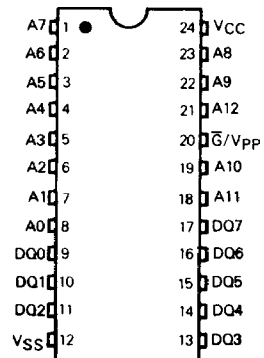 A7 1 24 VCC
A6 2 23 A8
A5 3 22 A9
A4 4 21 A12
A3 5 20 G̅/VPP
A2 6 19 A10
A1 7 18 A11
A0 8 17 DQ7
DQ0 9 16 DQ6
DQ1 10 15 DQ5
DQ2 11 14 DQ4
VSS 12 13 DQ3